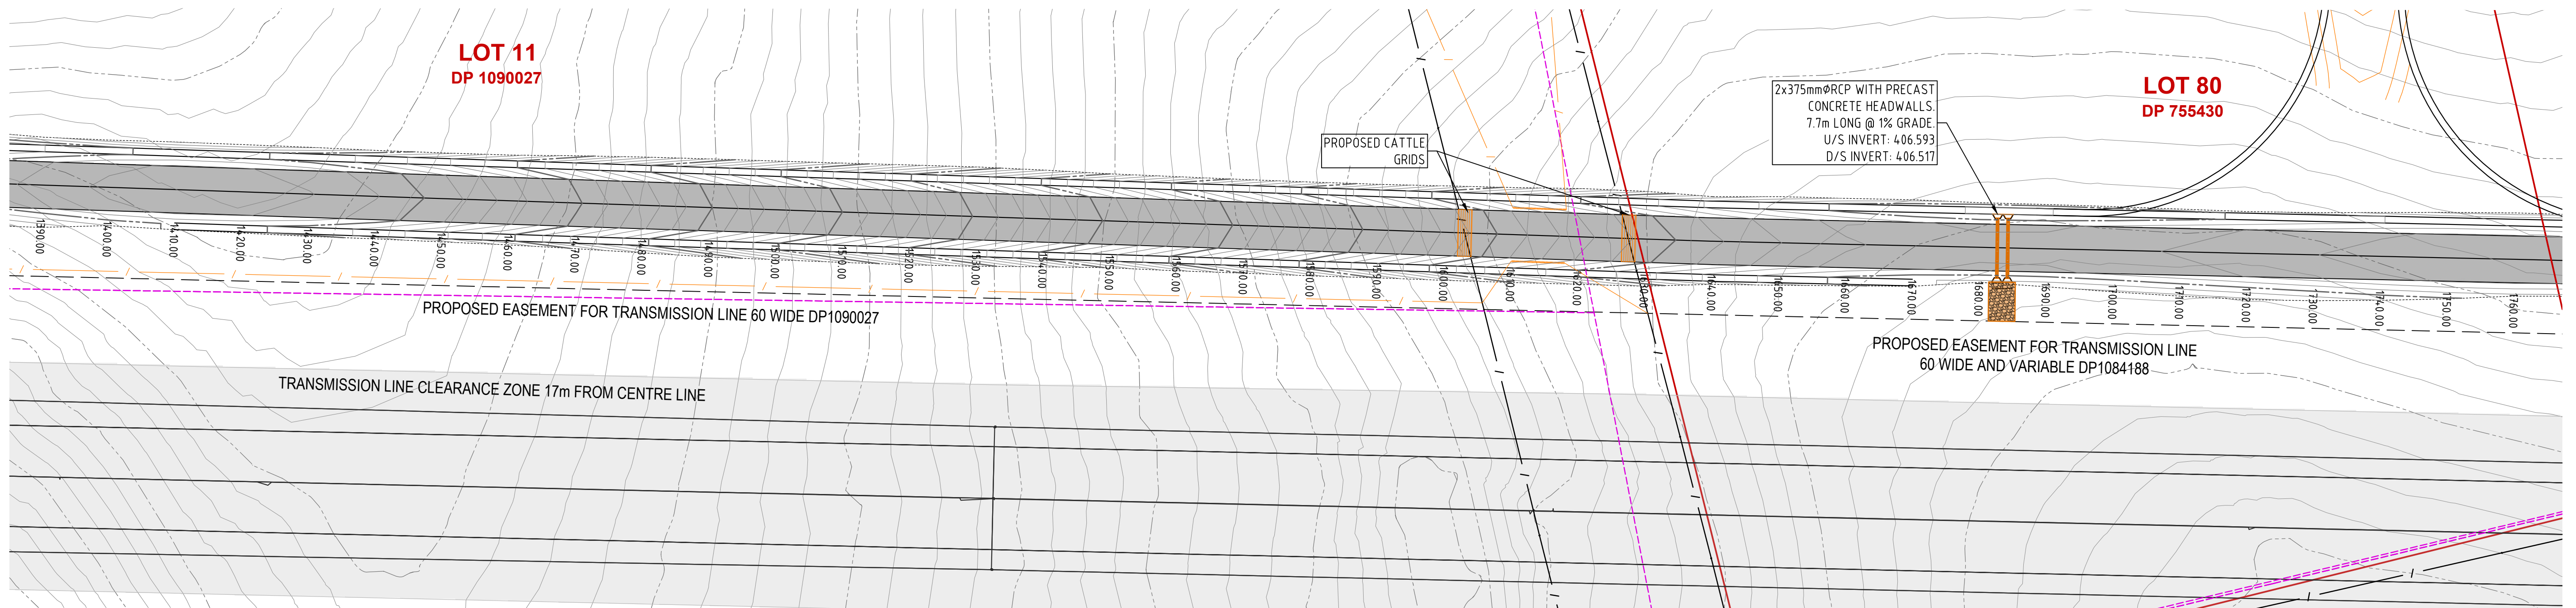 LOT 11
DP 1090027
LOT 80
DP 755430
2x375mmØRCP WITH PRECAST
CONCRETE HEADWALLS.
7.7m LONG @ 1% GRADE.
U/S INVERT: 406.593
D/S INVERT: 406.517
PROPOSED CATTLE
GRIDS
1390.00
1400.00
1410.00
1420.00
1430.00
1440.00
1450.00
1460.00
1470.00
1480.00
1490.00
1500.00
1510.00
1520.00
1530.00
1540.00
1550.00
1560.00
1570.00
1580.00
1590.00
1600.00
1610.00
1620.00
1630.00
1640.00
1650.00
1660.00
1670.00
1680.00
1690.00
1700.00
1710.00
1720.00
1730.00
1740.00
1750.00
1760.00
PROPOSED EASEMENT FOR TRANSMISSION LINE 60 WIDE DP1090027
PROPOSED EASEMENT FOR TRANSMISSION LINE
60 WIDE AND VARIABLE DP1084188
TRANSMISSION LINE CLEARANCE ZONE 17m FROM CENTRE LINE